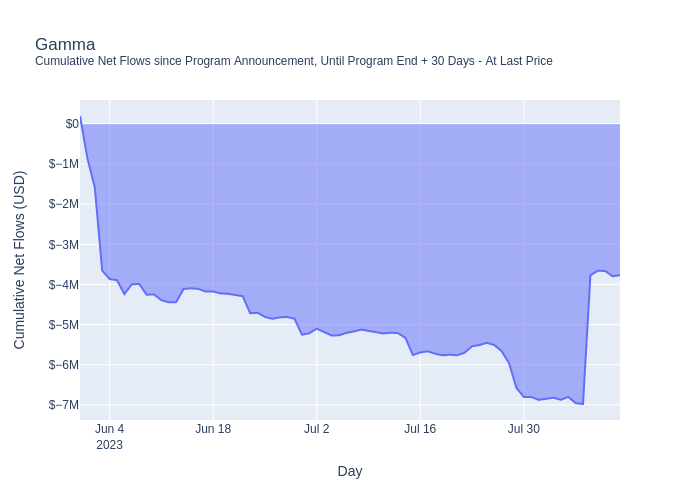 Gamma
Cumulative Net Flows since Program Announcement, Until Program End + 30 Days - At Last Price
Cumulative Net Flows (USD)
$0
$−1M
$−2M
$−3M
$−4M
$−5M
$−6M
$−7M
Jun 4
2023
Jun 18
Jul 2
Jul 16
Jul 30
Day